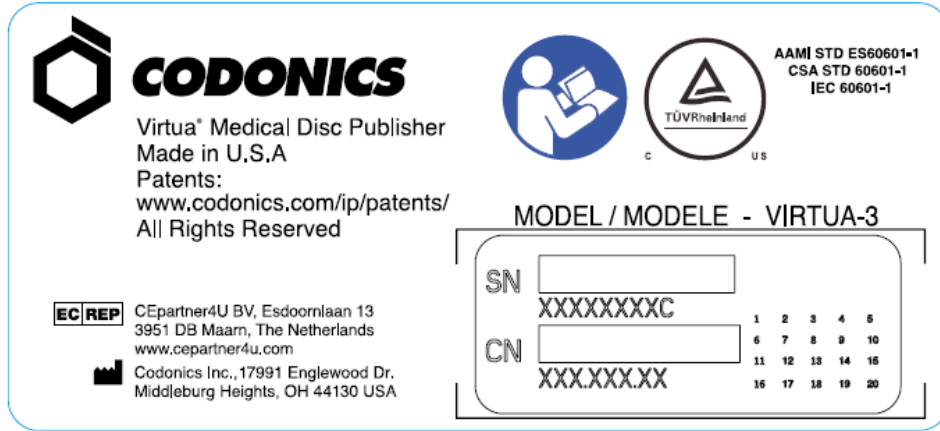 CODONICS
Virtua® Medical Disc Publisher
Made in U.S.A
Patents:
www.codonics.com/ip/patents/
All Rights Reserved
EC REP
CEpartner4U BV, Esdoornlaan 13
3951 DB Maarn, The Netherlands
www.cepartner4u.com
Codonics Inc.,17991 Englewood Dr.
Middleburg Heights, OH 44130 USA
TÜVRheinland
C US
AAMI STD ES60601-1
CSA STD 60601-1
IEC 60601-1
MODEL / MODELE - VIRTUA-3
SN
XXXXXXXXC
CN
XXX.XXX.XX
1 2 3 4 5
6 7 8 9 10
11 12 13 14 15
16 17 18 19 20